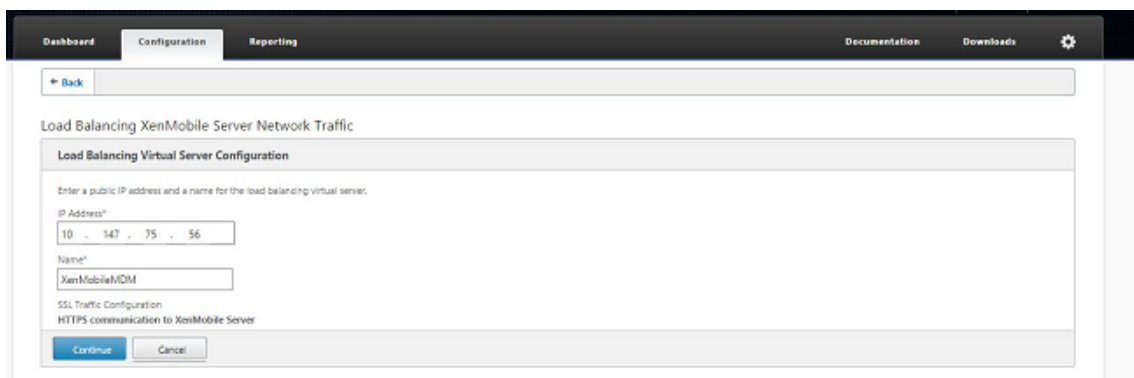 Dashboard Configuration Reporting Documentation Downloads
Back
Load Balancing XenMobile Server Network Traffic
Load Balancing Virtual Server Configuration
Enter a public IP address and a name for the load balancing virtual server.
IP Address*
10 . 147 . 75 . 56
Name*
XenMobileMDM
SSL Traffic Configuration
HTTPS communication to XenMobile Server
Continue Cancel